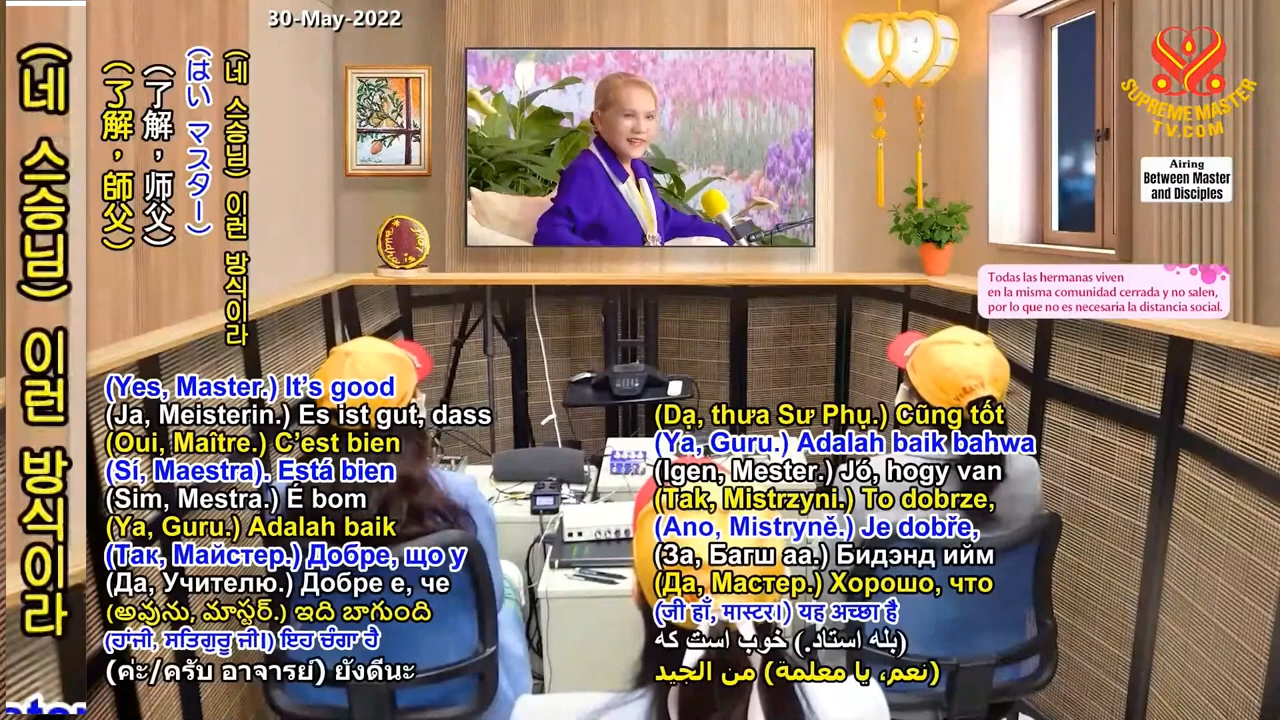 30-May-2022
SUPREME MASTER
TV.COM
Airing
Between Master
and Disciples
Todas las hermanas viven
en la misma comunidad cerrada y no salen,
por lo que no es necesaria la distancia social.
(네 스승님) 이런 방식이라
(了解，師父)
(了解，师父)
(はい マスター)
(네 스승님) 이런 방식이라
(Yes, Master.) It's good
(Ja, Meisterin.) Es ist gut, dass
(Oui, Maître.) C'est bien
(Sí, Maestra). Está bien
(Sim, Mestra.) É bom
(Ya, Guru.) Adalah baik
(Так, Майстер.) Добре, що у
(Да, Учителю.) Добре е, че
(అవును, మాస్టర్.) ఇది బాగుంది
(ਹਾਂਜੀ, ਸਤਿਗੁਰੂ ਜੀ।) ਇਹ ਚੰਗਾ ਹੈ
(ค่ะ/ครับ อาจารย์) ยังดีนะ
(Dạ, thưa Sư Phụ.) Cũng tốt
(Ya, Guru.) Adalah baik bahwa
(Igen, Mester.) Jó, hogy van
(Tak, Mistrzyni.) To dobrze,
(Ano, Mistryně.) Je dobře,
(За, Багш аа.) Бидэнд ийм
(Да, Мастер.) Хорошо, что
(जी हाँ, मास्टर।) यह अच्छा है
(بله استاد.) خوب است که
(نعم، يا معلمة) من الجيد